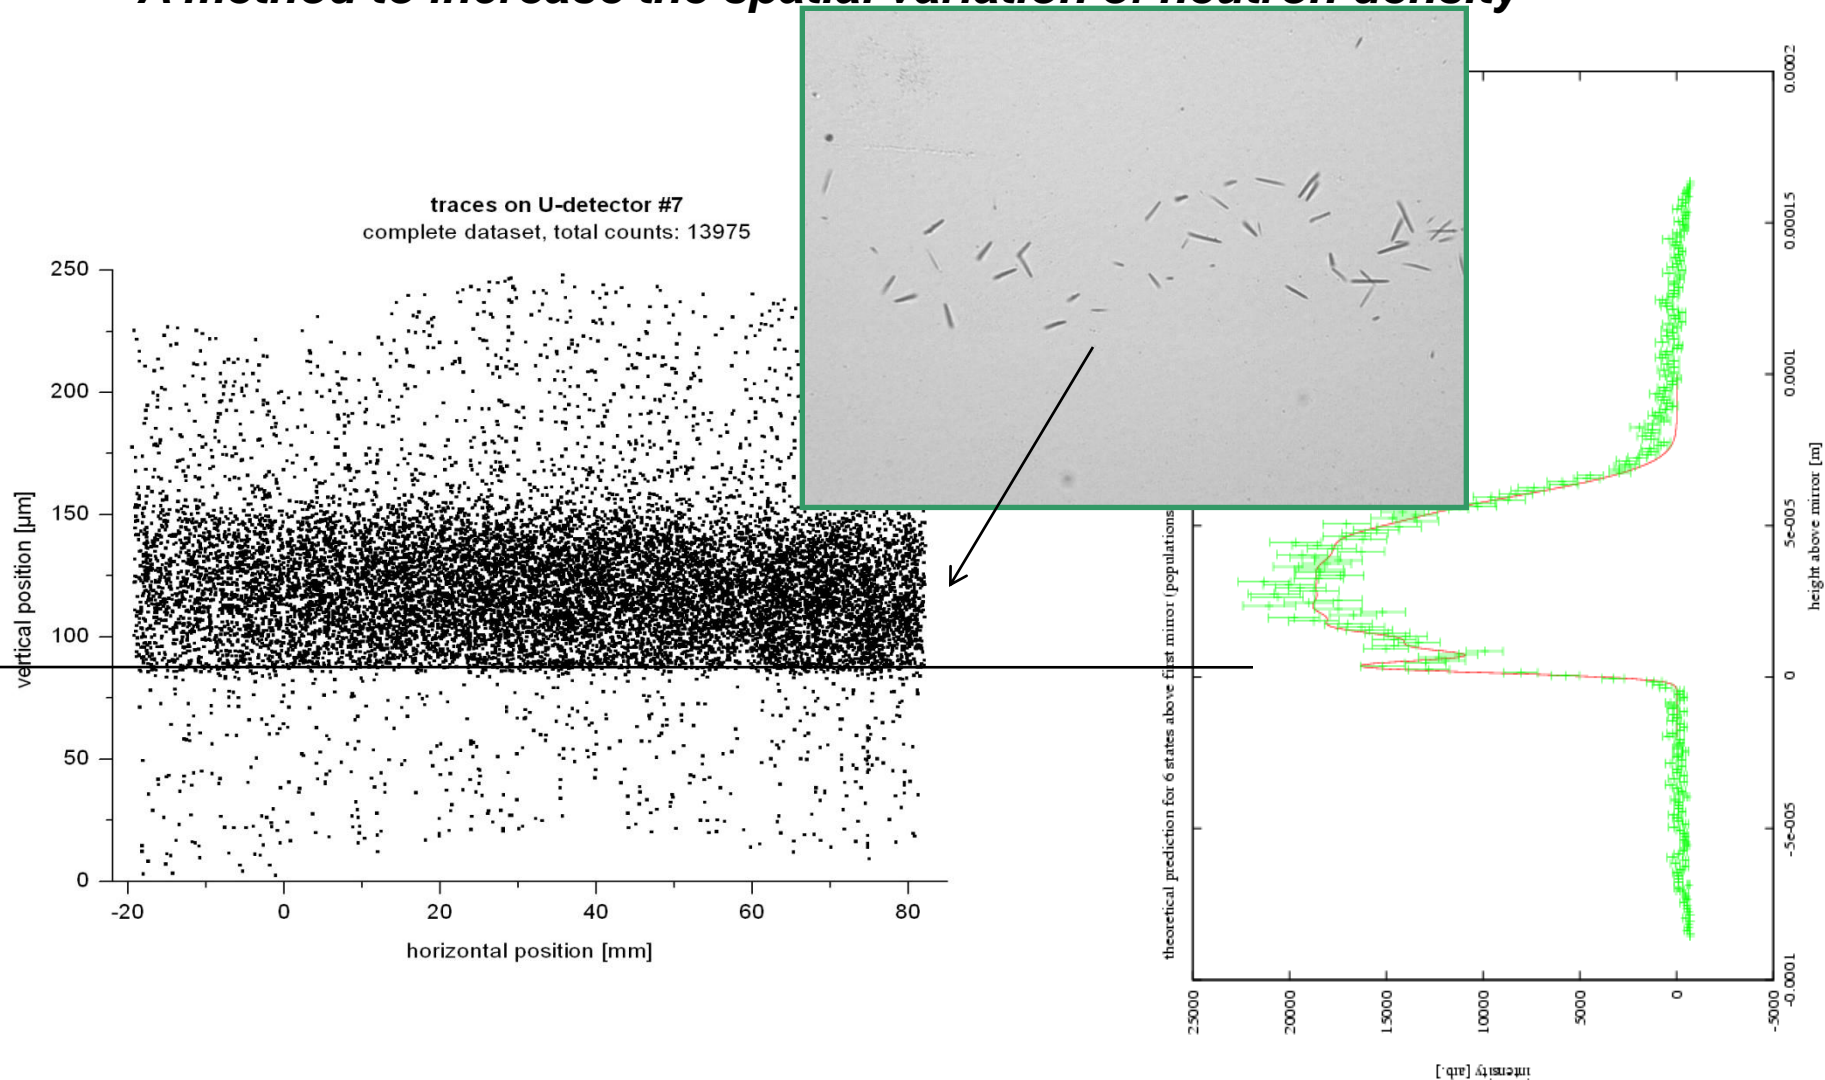 A method to increase the spatial variation of neutron density
traces on U-detector #7
complete dataset, total counts: 13975
250
200
150
100
50
0
vertical position [µm]
-20
0
20
40
60
80
horizontal position [mm]
theoretical prediction for 6 states above first mirror (populations
0.0002
0.00015
0.0001
5e-005
0
-5e-005
-0.0001
height above mirror [m]
25000
20000
15000
10000
5000
0
-5000
intensity [arb.]